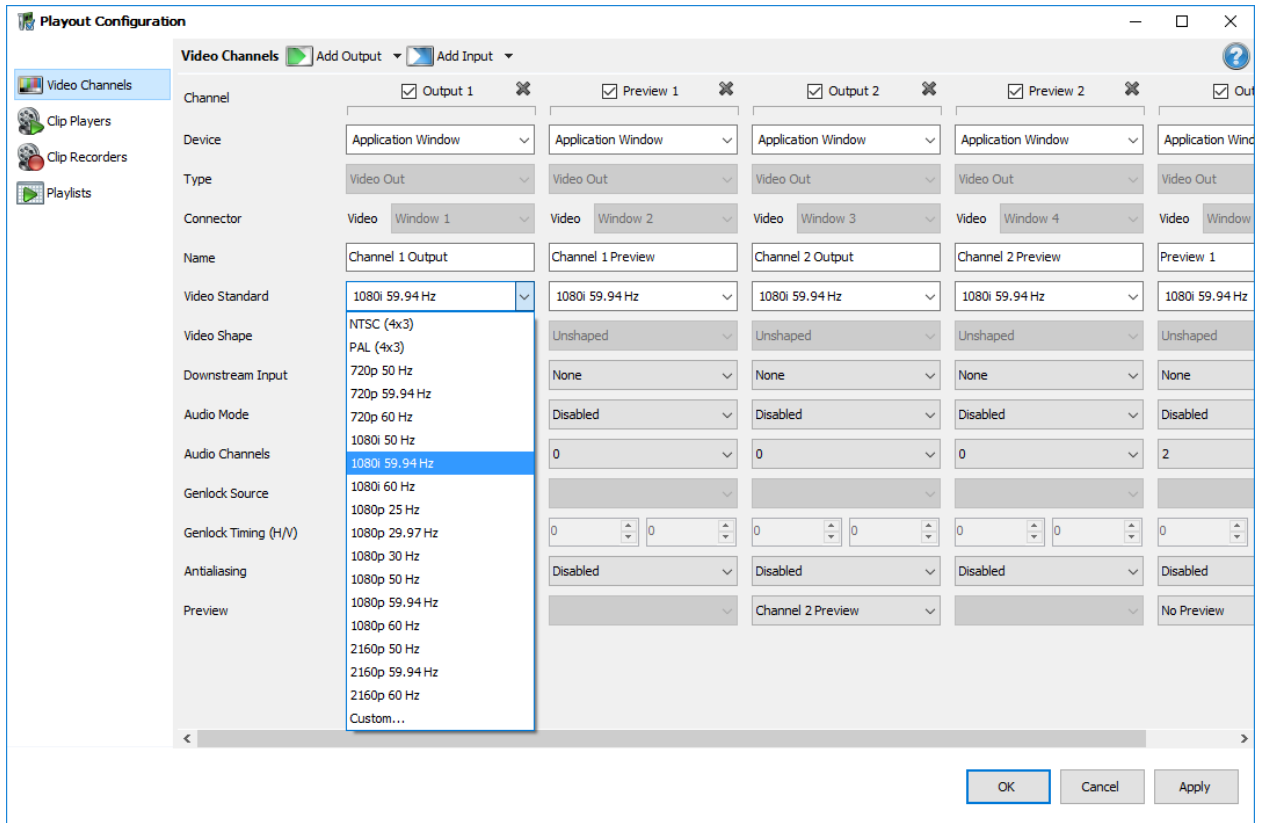 Playout Configuration
Video Channels Add Output Add Input
Video Channels
Clip Players
Clip Recorders
Playlists
Channel Output 1 Preview 1 Output 2 Preview 2 Out
Device Application Window Application Window Application Window Application Window Application Wind
Type Video Out Video Out Video Out Video Out Video Out
Connector Video Window 1 Video Window 2 Video Window 3 Video Window 4 Video Window
Name Channel 1 Output Channel 1 Preview Channel 2 Output Channel 2 Preview Preview 1
Video Standard 1080i 59.94 Hz 1080i 59.94 Hz 1080i 59.94 Hz 1080i 59.94 Hz 1080i 59.94 Hz
NTSC (4x3)
PAL (4x3)
720p 50 Hz
720p 59.94 Hz
720p 60 Hz
1080i 50 Hz
1080i 59.94 Hz
1080i 60 Hz
1080p 25 Hz
1080p 29.97 Hz
1080p 30 Hz
1080p 50 Hz
1080p 59.94 Hz
1080p 60 Hz
2160p 50 Hz
2160p 59.94 Hz
2160p 60 Hz
Custom...
Video Shape Unshaped Unshaped Unshaped Unshaped
Downstream Input None None None None
Audio Mode Disabled Disabled Disabled Disabled
Audio Channels 0 0 0 2
Genlock Source
Genlock Timing (H/V) 0 0 0 0 0 0 0
Antialiasing Disabled Disabled Disabled Disabled
Preview Channel 2 Preview No Preview
OK Cancel Apply